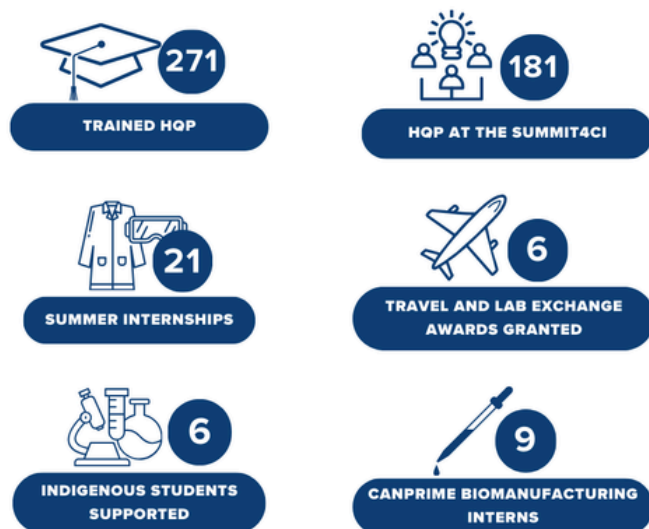 271
TRAINED HQP
181
HQP AT THE SUMMIT4CI
21
SUMMER INTERNSHIPS
6
TRAVEL AND LAB EXCHANGE
AWARDS GRANTED
6
INDIGENOUS STUDENTS
SUPPORTED
9
CANPRIME BIOMANUFACTURING
INTERNS